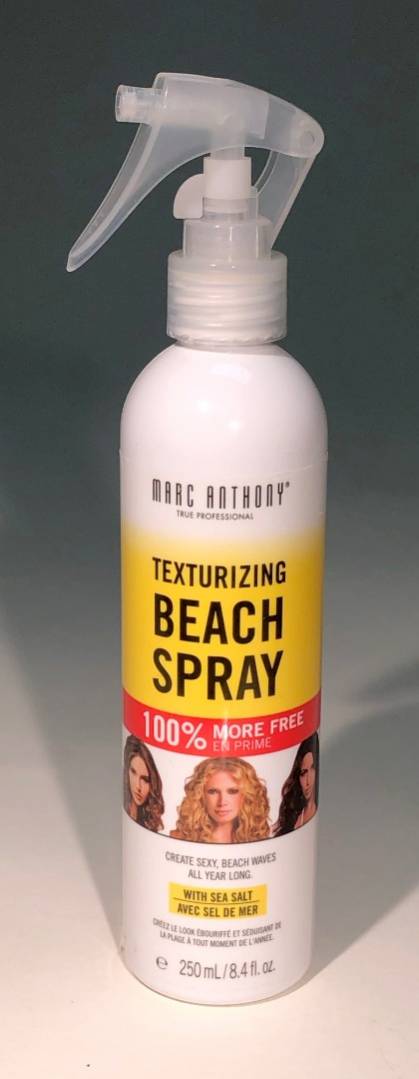 MARC ANTHONY®
TRUE PROFESSIONAL
TEXTURIZING
BEACH
SPRAY
100% MORE FREE
EN PRIME
CREATE SEXY, BEACH WAVES
ALL YEAR LONG.
WITH SEA SALT
AVEC SEL DE MER
CRÉEZ LE LOOK ÉBOURIFFÉ ET SÉDUISANT DE
LA PLAGE À TOUT MOMENT DE L'ANNÉE.
℮ 250 mL/8.4 fl. oz.